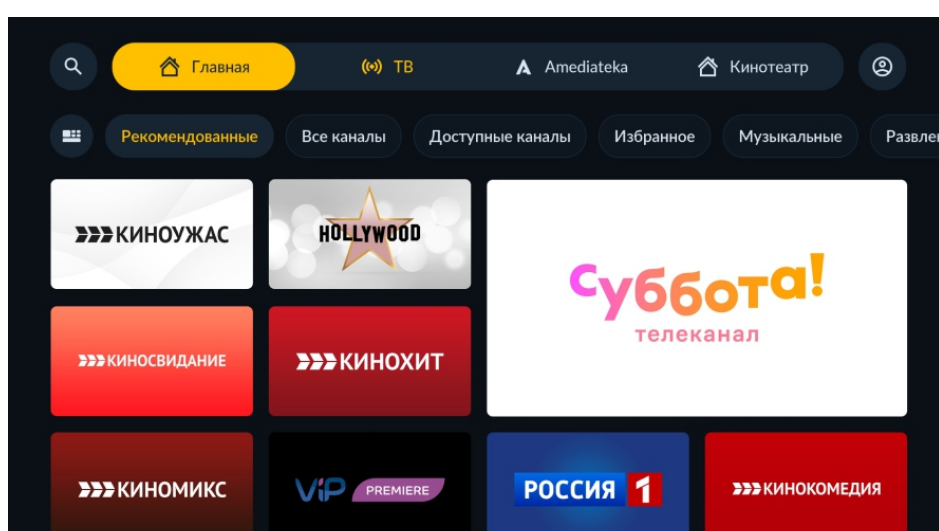 Главная
ТВ
Amediateka
Кинотеатр
Рекомендованные
Все каналы
Доступные каналы
Избранное
Музыкальные
Развле
КИНОУЖАС
HOLLYWOOD
Суббота!
телеканал
КИНОСВИДАНИЕ
КИНОХИТ
КИНОМИКС
ViP PREMIERE
РОССИЯ 1
КИНОКОМЕДИЯ